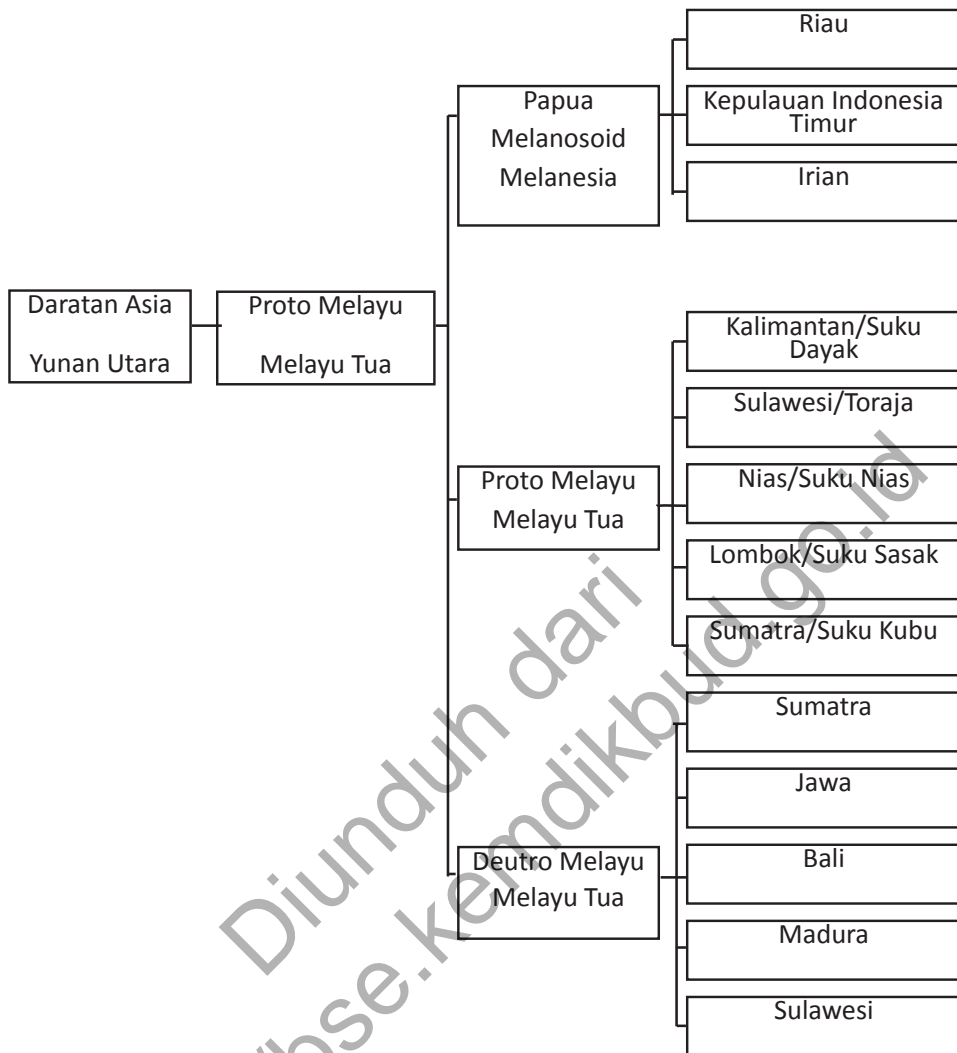 Daratan Asia
Yunan Utara
Proto Melayu
Melayu Tua
Papua
Melanosoid
Melanesia
Riau
Kepulauan Indonesia
Timur
Irian
Proto Melayu
Melayu Tua
Kalimantan/Suku
Dayak
Sulawesi/Toraja
Nias/Suku Nias
Lombok/Suku Sasak
Sumatra/Suku Kubu
Deutro Melayu
Melayu Tua
Sumatra
Jawa
Bali
Madura
Sulawesi
Diunduh dari
bse.kemdikbud.go.id